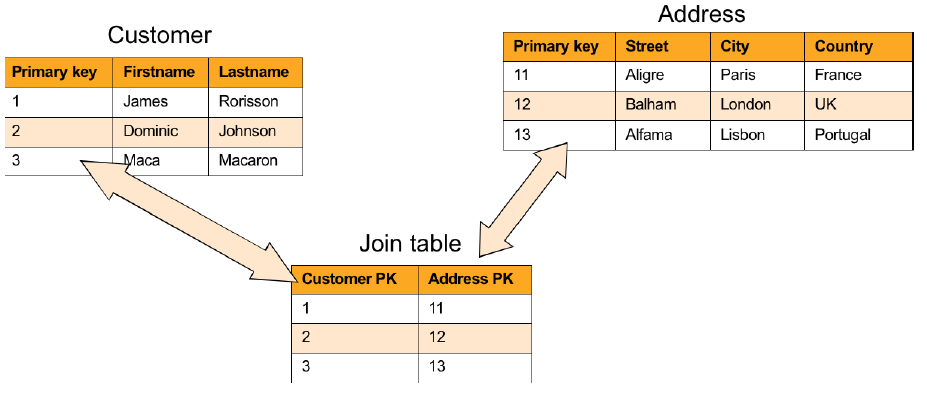 Customer
Primary key Firstname Lastname
1 James Rorisson
2 Dominic Johnson
3 Maca Macaron
Address
Primary key Street City Country
11 Aligre Paris France
12 Balham London UK
13 Alfama Lisbon Portugal
Join table
Customer PK Address PK
1 11
2 12
3 13